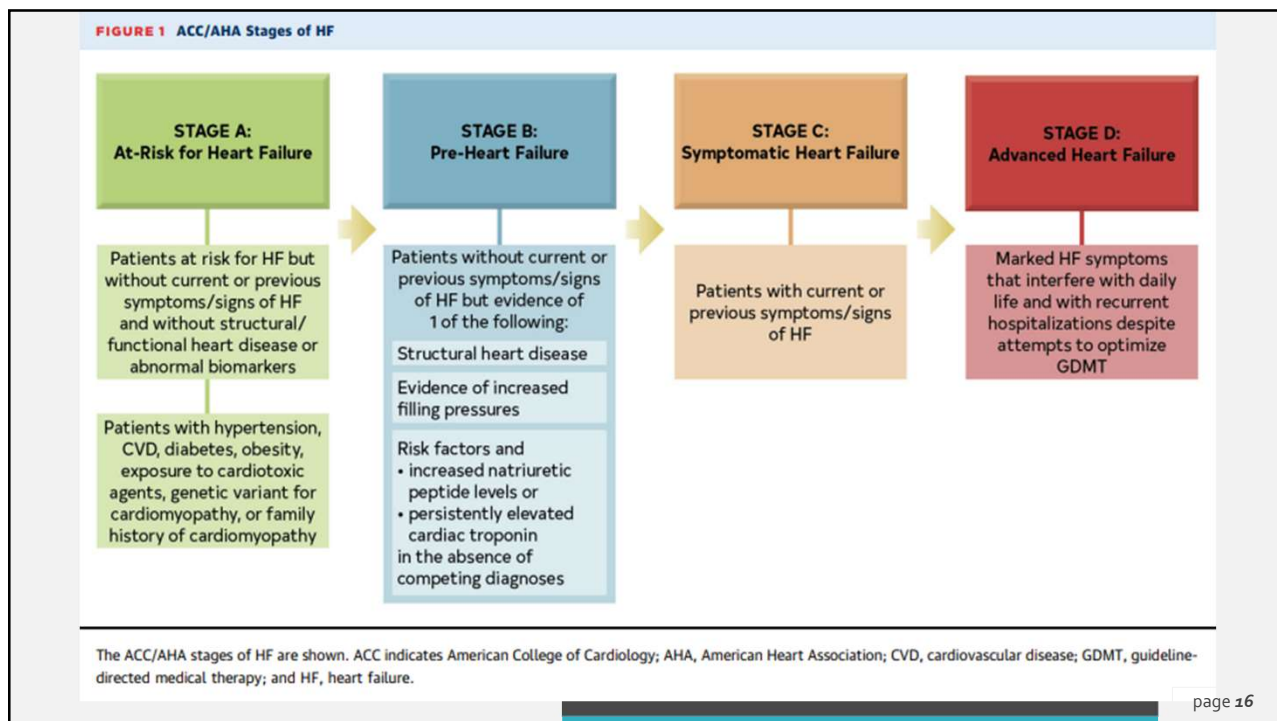 FIGURE 1 ACC/AHA Stages of HF
STAGE A:
At-Risk for Heart Failure
Patients at risk for HF but
without current or previous
symptoms/signs of HF
and without structural/
functional heart disease or
abnormal biomarkers
Patients with hypertension,
CVD, diabetes, obesity,
exposure to cardiotoxic
agents, genetic variant for
cardiomyopathy, or family
history of cardiomyopathy
STAGE B:
Pre-Heart Failure
Patients without current or
previous symptoms/signs
of HF but evidence of
1 of the following:
Structural heart disease
Evidence of increased
filling pressures
Risk factors and
• increased natriuretic
peptide levels or
• persistently elevated
cardiac troponin
in the absence of
competing diagnoses
STAGE C:
Symptomatic Heart Failure
Patients with current or
previous symptoms/signs
of HF
STAGE D:
Advanced Heart Failure
Marked HF symptoms
that interfere with daily
life and with recurrent
hospitalizations despite
attempts to optimize
GDMT
The ACC/AHA stages of HF are shown. ACC indicates American College of Cardiology; AHA, American Heart Association; CVD, cardiovascular disease; GDMT, guideline-
directed medical therapy; and HF, heart failure.
page 16